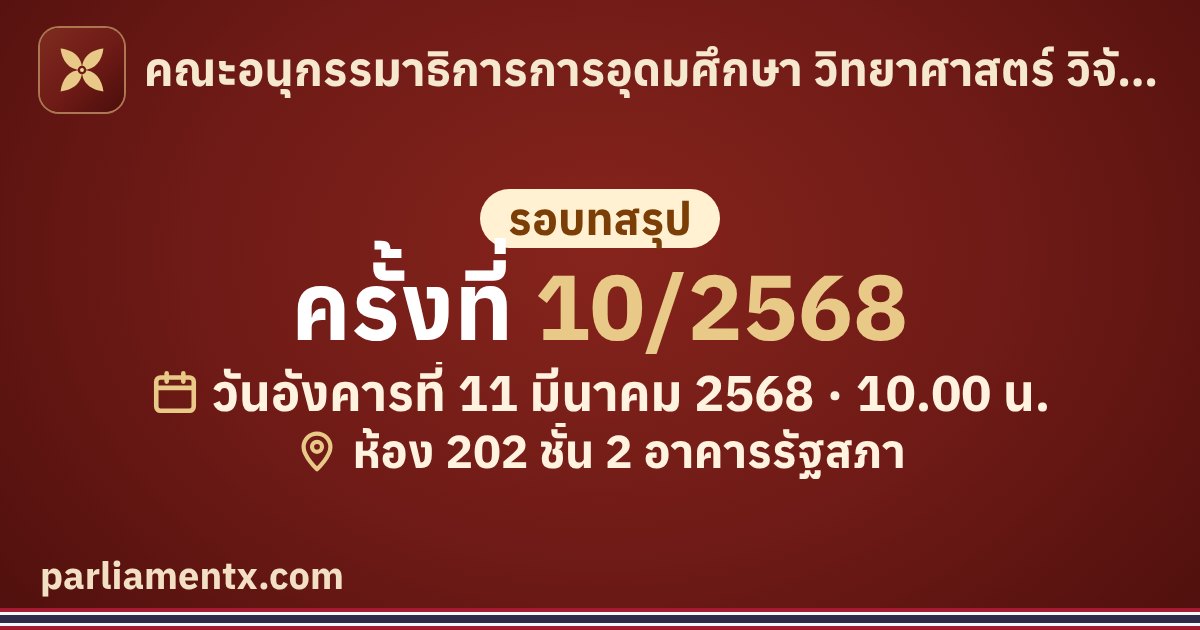 คณะอนุกรรมาธิการการอุดมศึกษา วิทยาศาสตร์ วิจั...
รอบทสรุป
ครั้งที่ 10/2568
วันอังคารที่ 11 มีนาคม 2568 · 10.00 น.
ห้อง 202 ชั้น 2 อาคารรัฐสภา
parliamentx.com